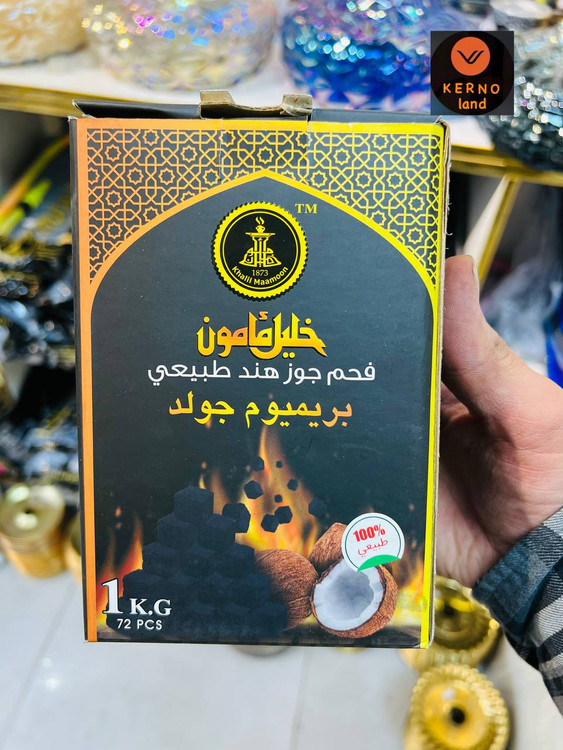 KERNO
land
TM
1873
Khalil Maamoon
خليل مأمون
فحم جوز هند طبيعي
بريميوم جولد
100%
طبيعي
1 K.G
72 PCS